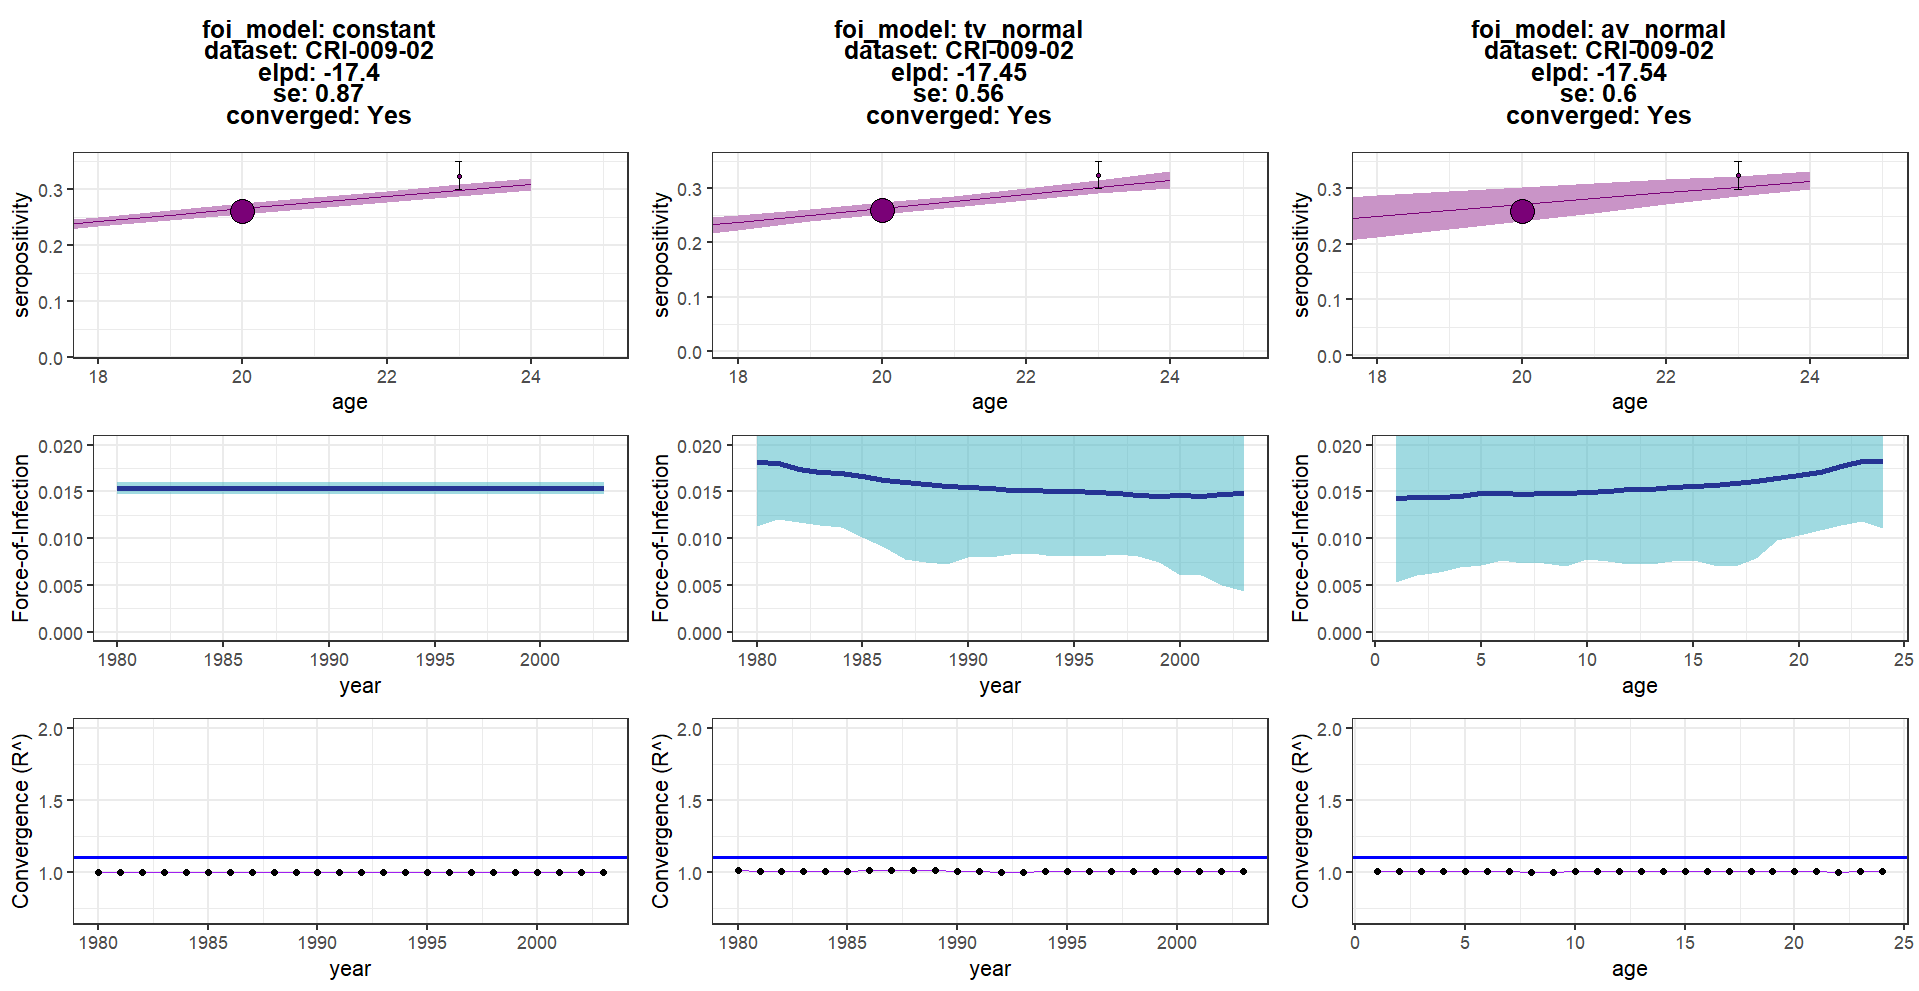 foi_model: constant
dataset: CRI-009-02
elpd: -17.4
se: 0.87
converged: Yes
seropositivity
0.3
0.2
0.1
0.0
18 20 22 24
age
Force-of-Infection
0.020
0.015
0.010
0.005
0.000
1980 1985 1990 1995 2000
year
Convergence (R^)
2.0
1.5
1.0
1980 1985 1990 1995 2000
year
foi_model: tv_normal
dataset: CRI-009-02
elpd: -17.45
se: 0.56
converged: Yes
seropositivity
0.3
0.2
0.1
0.0
18 20 22 24
age
Force-of-Infection
0.020
0.015
0.010
0.005
0.000
1980 1985 1990 1995 2000
year
Convergence (R^)
2.0
1.5
1.0
1980 1985 1990 1995 2000
year
foi_model: av_normal
dataset: CRI-009-02
elpd: -17.54
se: 0.6
converged: Yes
seropositivity
0.3
0.2
0.1
0.0
18 20 22 24
age
Force-of-Infection
0.020
0.015
0.010
0.005
0.000
0 5 10 15 20 25
age
Convergence (R^)
2.0
1.5
1.0
0 5 10 15 20 25
age